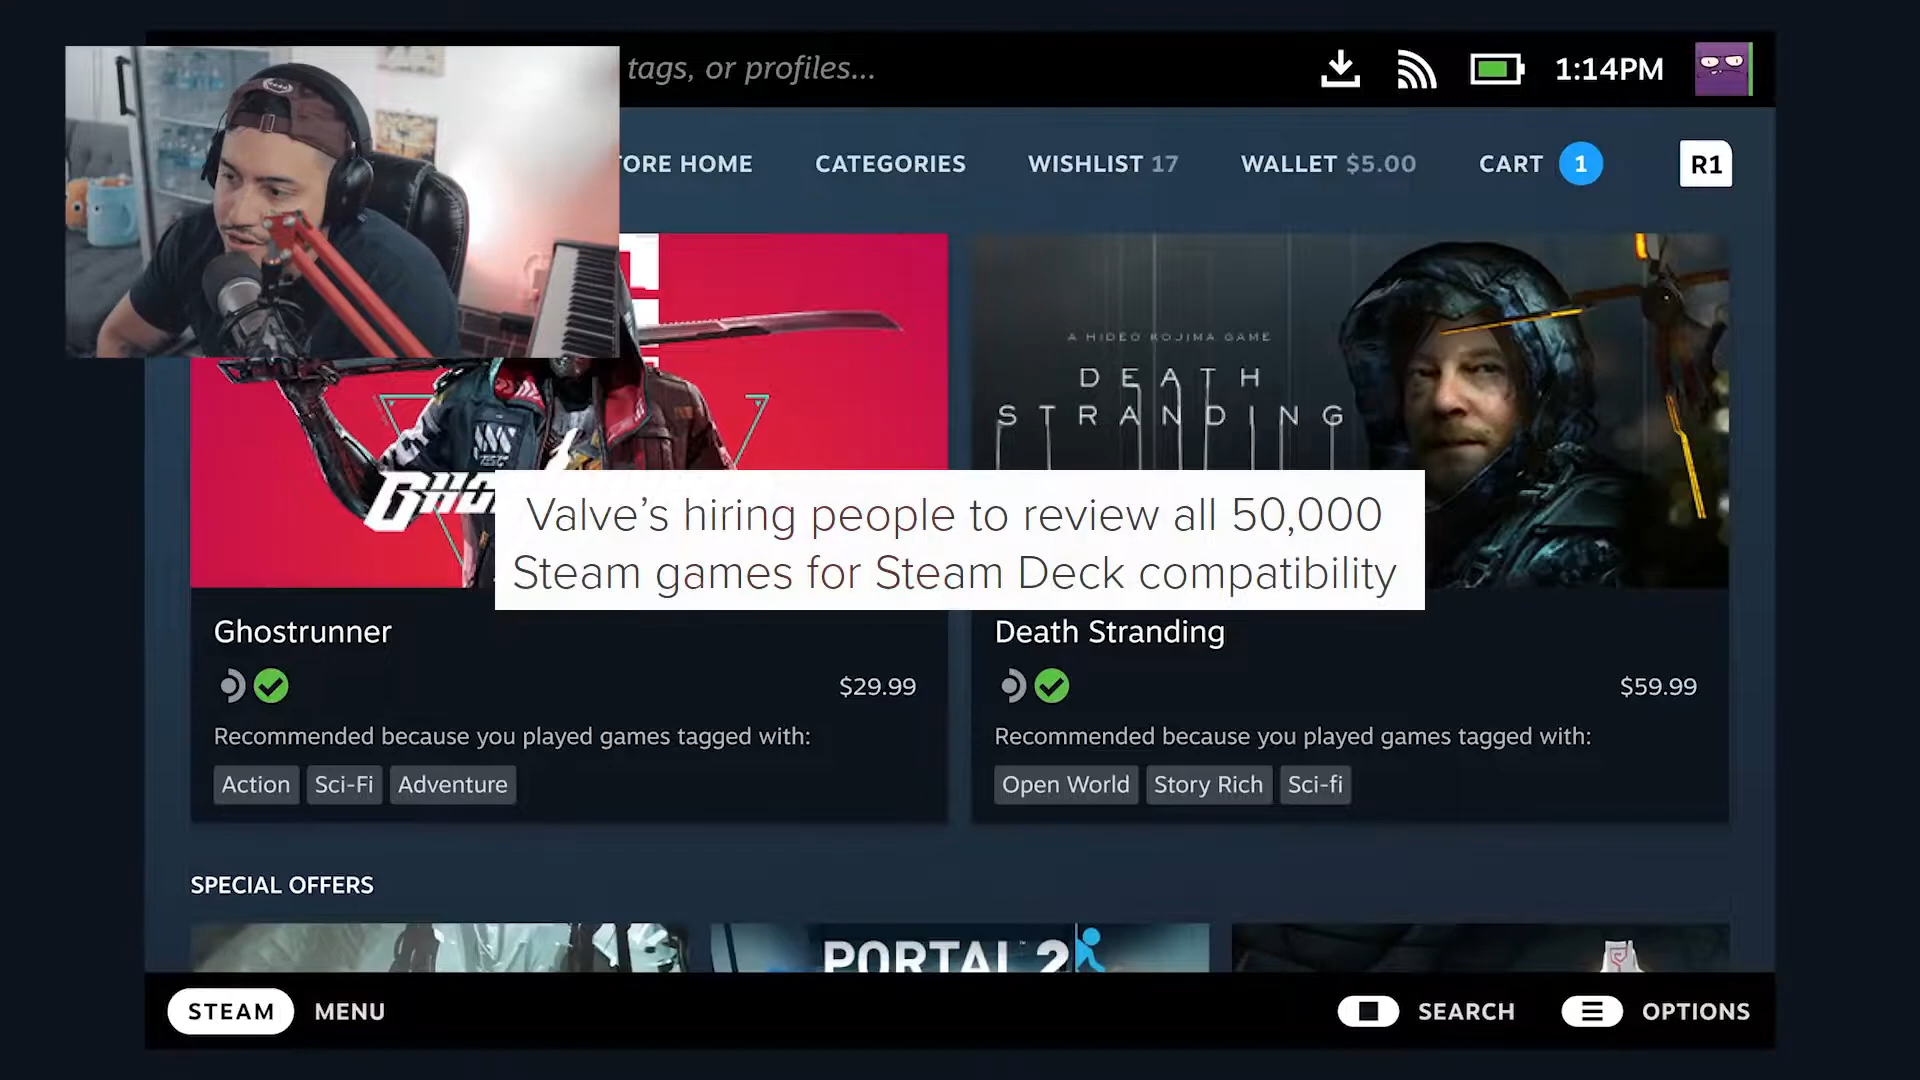 tags, or profiles...
1:14PM
ORE HOME
CATEGORIES
WISHLIST 17
WALLET $5.00
CART 1
R1
A HIDEO KOJIMA GAME
DEATH
STRANDING
Valve’s hiring people to review all 50,000
Steam games for Steam Deck compatibility
Ghostrunner
$29.99
Recommended because you played games tagged with:
Action Sci-Fi Adventure
Death Stranding
$59.99
Recommended because you played games tagged with:
Open World Story Rich Sci-fi
SPECIAL OFFERS
PORTAL 2
STEAM MENU
SEARCH
OPTIONS